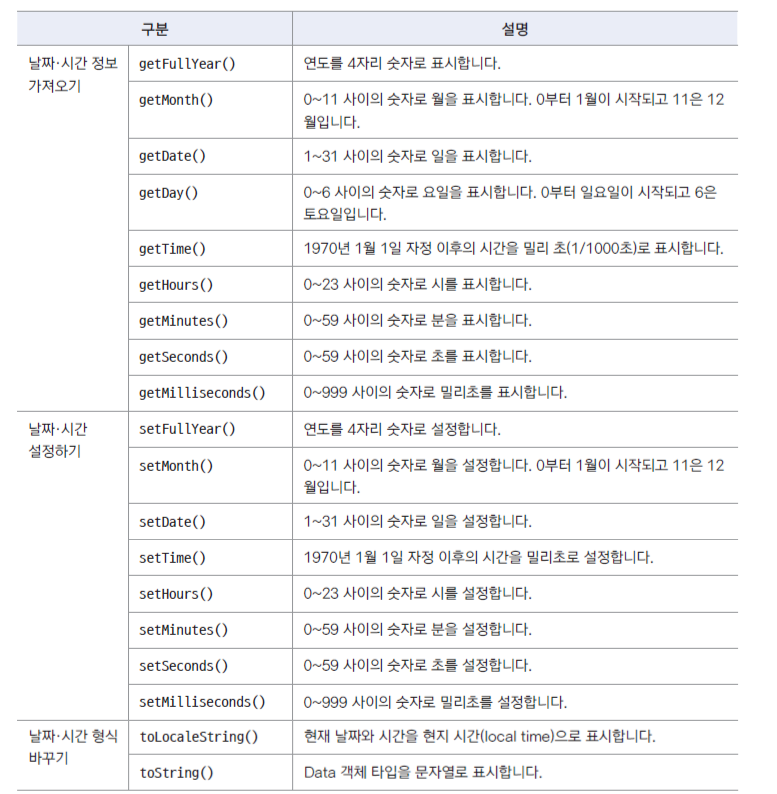 구분 설명
날짜·시간 정보 getFullYear() 연도를 4자리 숫자로 표시합니다.
가져오기
getMonth() 0~11 사이의 숫자로 월을 표시합니다. 0부터 1월이 시작되고 11은 12
월입니다.
getDate() 1~31 사이의 숫자로 일을 표시합니다.
getDay() 0~6 사이의 숫자로 요일을 표시합니다. 0부터 일요일이 시작되고 6은
토요일입니다.
getTime() 1970년 1월 1일 자정 이후의 시간을 밀리 초(1/1000초)로 표시합니다.
getHours() 0~23 사이의 숫자로 시를 표시합니다.
getMinutes() 0~59 사이의 숫자로 분을 표시합니다.
getSeconds() 0~59 사이의 숫자로 초를 표시합니다.
getMilliseconds() 0~999 사이의 숫자로 밀리초를 표시합니다.
날짜·시간 setFullYear() 연도를 4자리 숫자로 설정합니다.
설정하기
setMonth() 0~11 사이의 숫자로 월을 설정합니다. 0부터 1월이 시작되고 11은 12
월입니다.
setDate() 1~31 사이의 숫자로 일을 설정합니다.
setTime() 1970년 1월 1일 자정 이후의 시간을 밀리초로 설정합니다.
setHours() 0~23 사이의 숫자로 시를 설정합니다.
setMinutes() 0~59 사이의 숫자로 분을 설정합니다.
setSeconds() 0~59 사이의 숫자로 초를 설정합니다.
setMilliseconds() 0~999 사이의 숫자로 밀리초를 설정합니다.
날짜·시간 형식 toLocaleString() 현재 날짜와 시간을 현지 시간(local time)으로 표시합니다.
바꾸기
toString() Data 객체 타입을 문자열로 표시합니다.